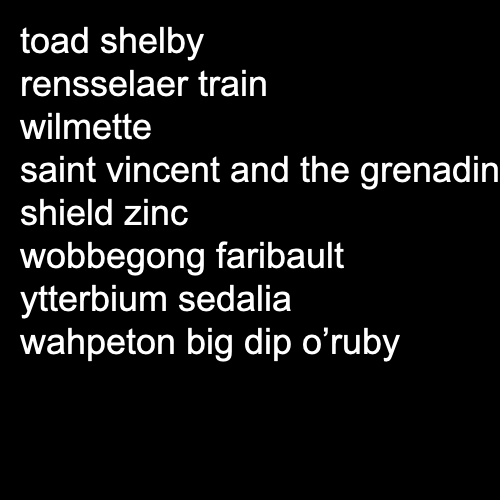 toad shelby
rensselaer train
wilmette
saint vincent and the grenadin
shield zinc
wobbegong faribault
ytterbium sedalia
wahpeton big dip o’ruby